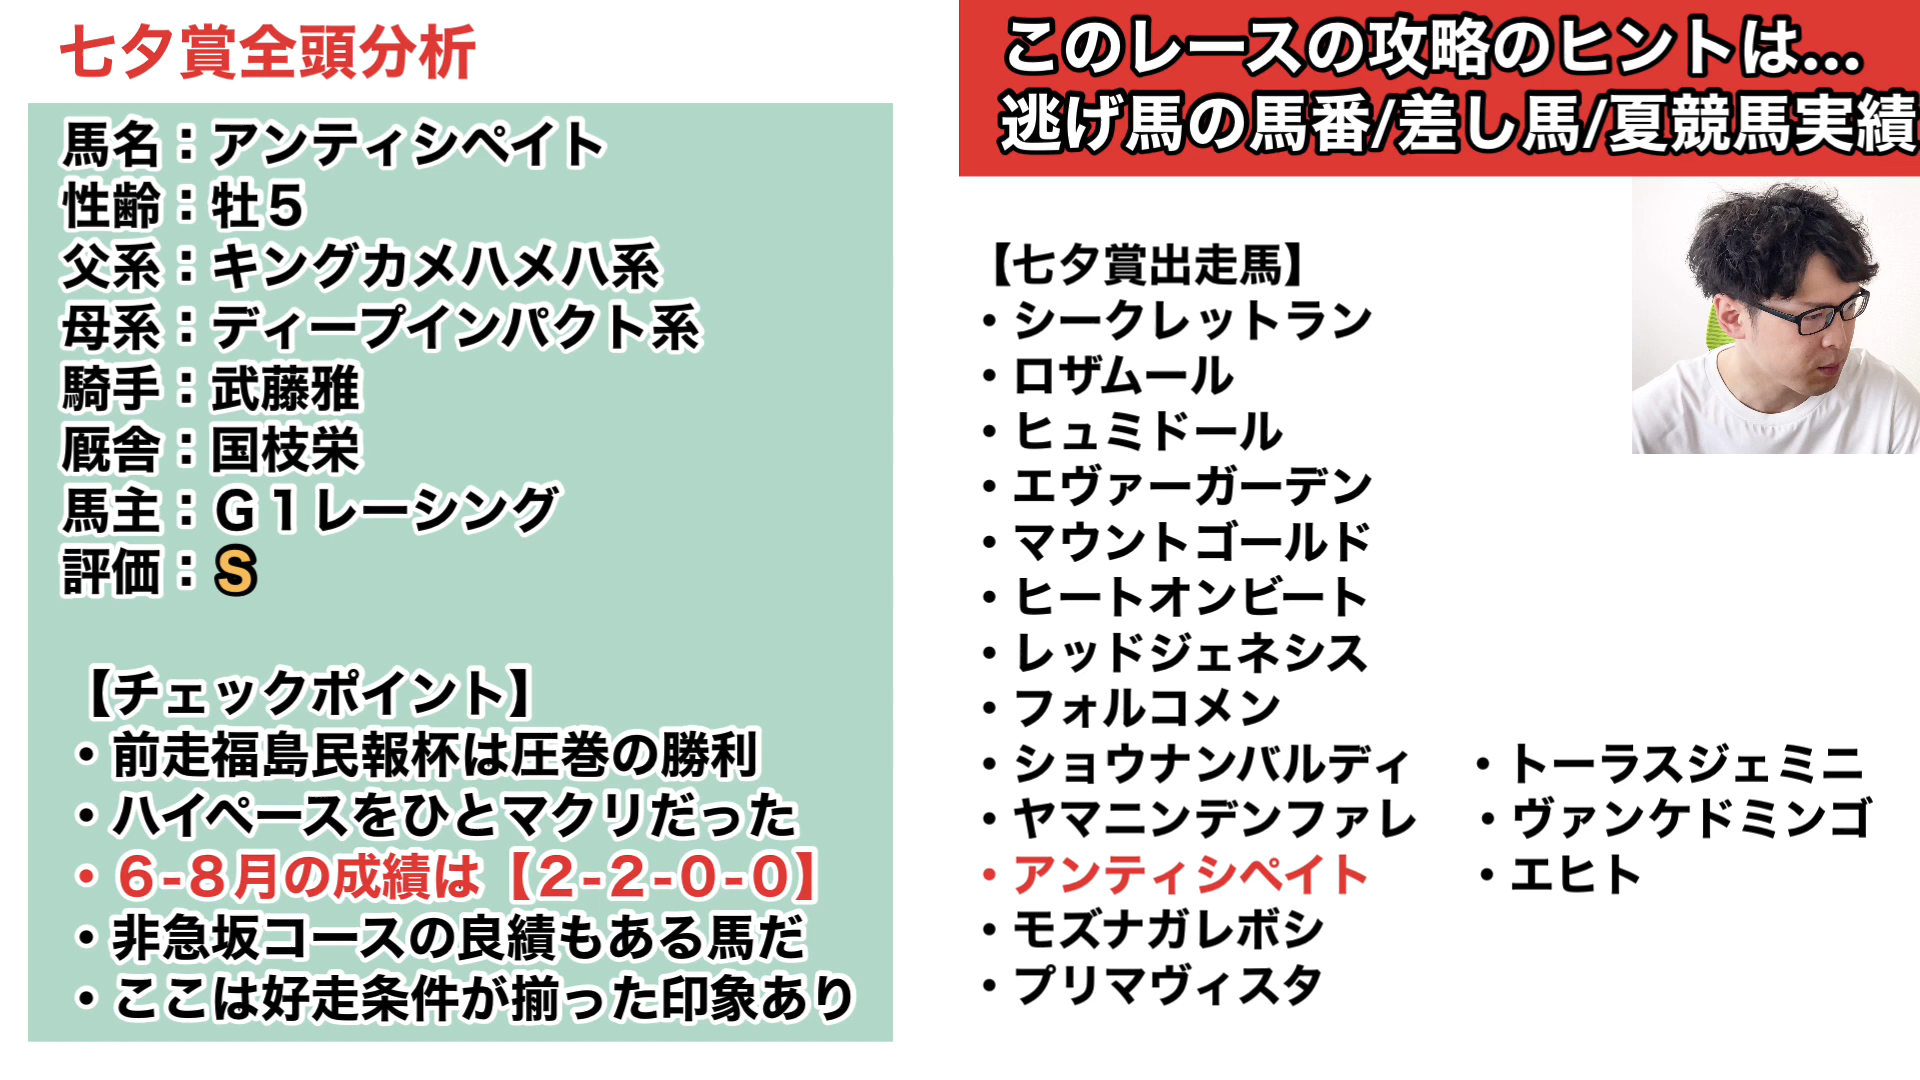 七夕賞全頭分析
馬名：アンティシペイト
性齢：牡５
父系：キングカメハメハ系
母系：ディープインパクト系
騎手：武藤雅
厩舎：国枝栄
馬主：Ｇ１レーシング
評価：S
【チェックポイント】
・前走福島民報杯は圧巻の勝利
・ハイペースをひとマクリだった
・６-８月の成績は【２-２-０-０】
・非急坂コースの良績もある馬だ
・ここは好走条件が揃った印象あり
このレースの攻略のヒントは...
逃げ馬の馬番/差し馬/夏競馬実績
【七夕賞出走馬】
・シークレットラン
・ロザムール
・ヒュミドール
・エヴァーガーデン
・マウントゴールド
・ヒートオンビート
・レッドジェネシス
・フォルコメン
・ショウナンバルディ
・ヤマニンデンファレ
・アンティシペイト
・モズナガレボシ
・プリマヴィスタ
・トーラスジェミニ
・ヴァンケドミンゴ
・エヒト